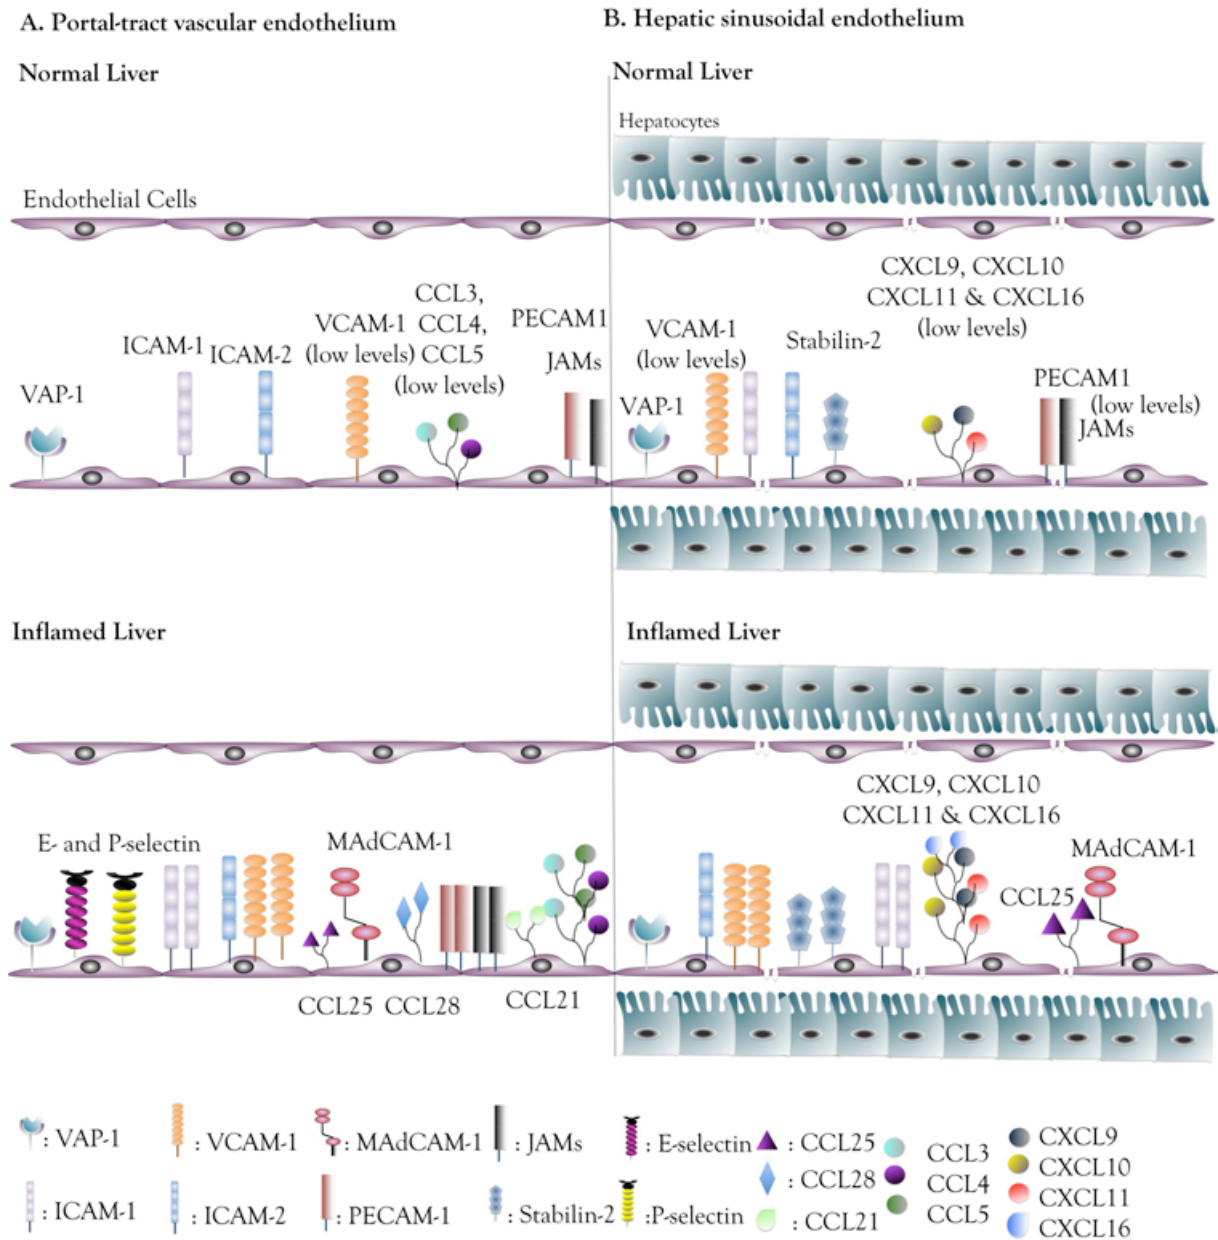 A. Portal-tract vascular endothelium
B. Hepatic sinusoidal endothelium
Normal Liver
Normal Liver
Hepatocytes
Endothelial Cells
VAP-1
ICAM-1
ICAM-2
VCAM-1
(low levels)
CCL3,
CCL4,
CCL5
(low levels)
PECAM1
JAMs
VAP-1
VCAM-1
(low levels)
Stabilin-2
CXCL9, CXCL10
CXCL11 & CXCL16
(low levels)
PECAM1
(low levels)
JAMs
Inflamed Liver
Inflamed Liver
E- and P-selectin
MAdCAM-1
CCL25 CCL28
CCL21
CXCL9, CXCL10
CXCL11 & CXCL16
CCL25
MAdCAM-1
: VAP-1
: VCAM-1
: MAdCAM-1
: JAMs
: E-selectin
: CCL25
: CCL28
: CCL21
CCL3
CCL4
CCL5
CXCL9
CXCL10
CXCL11
CXCL16
: ICAM-1
: ICAM-2
: PECAM-1
: Stabilin-2
:P-selectin